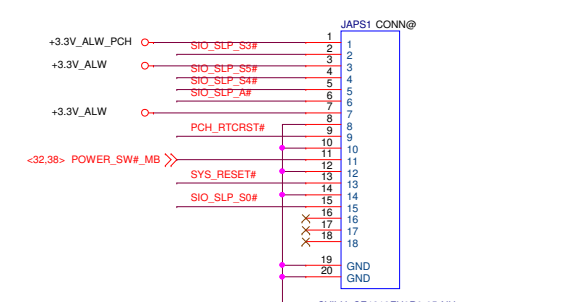 JAPS1 CONN@
+3.3V_ALW_PCH 1 1
SIO_SLP_S3# 2 2
+3.3V_ALW 3 3
SIO_SLP_S5# 4 4
SIO_SLP_S4# 5 5
SIO_SLP_A# 6 6
+3.3V_ALW 7 7
8 8
PCH_RTCRST# 9 9
10 10
<32,38> POWER_SW#_MB 11 11
12 12
SYS_RESET# 13 13
14 14
SIO_SLP_S0# 15 15
16 16
17 17
18 18
19 GND
20 GND